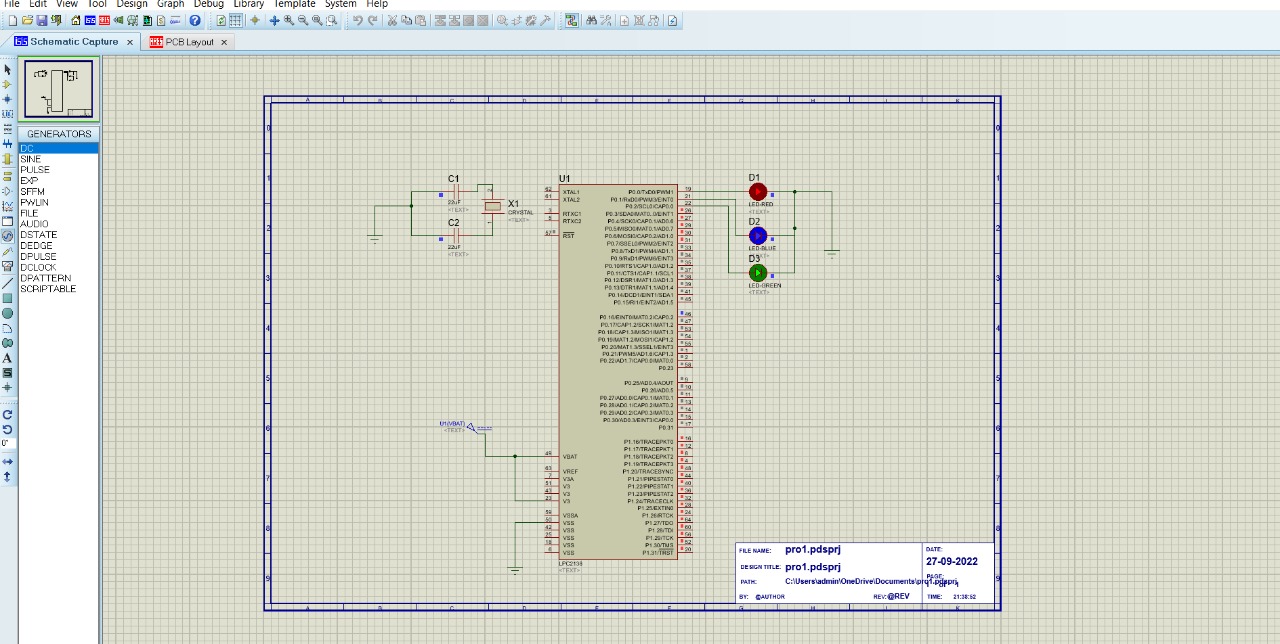 File Edit View Tool Design Graph Debug Library Template System Help
Schematic Capture
PCB Layout
GENERATORS
DC
SINE
PULSE
EXP
SFFM
PWLIN
FILE
AUDIO
DSTATE
DEDGE
DPULSE
DCLOCK
DPATTERN
SCRIPTABLE
C1
22uF
<TEXT>
C2
22uF
<TEXT>
X1
CRYSTAL
<TEXT>
U1
XTAL1
XTAL2
RTXC1
RTXC2
RST
U1(VBAT)
<TEXT>
VBAT
VREF
V3A
V3
V3
V3
VSSA
VSS
VSS
VSS
VSS
VSS
LPC2138
<TEXT>
P0.0/TxD0/PWM1
P0.1/RxD0/PWM3/EINT0
P0.2/SCL0/CAP0.0
P0.3/SDA0/MAT0.0/EINT1
P0.4/SCK0/CAP0.1/AD0.6
P0.5/MISO0/MAT0.1/AD0.7
P0.6/MOSI0/CAP0.2/AD1.0
P0.7/SSEL0/PWM2/EINT2
P0.8/TxD1/PWM4/AD1.1
P0.9/RxD1/PWM6/EINT3
P0.10/RTS1/CAP1.0/AD1.2
P0.11/CTS1/CAP1.1/SCL1
P0.12/DSR1/MAT1.0/AD1.3
P0.13/DTR1/MAT1.1/AD1.4
P0.14/DCD1/EINT1/SDA1
P0.15/RI1/EINT2/AD1.5
P0.16/EINT0/MAT0.2/CAP0.2
P0.17/CAP1.2/SCK1/MAT1.2
P0.18/CAP1.3/MISO1/MAT1.3
P0.19/MAT1.2/MOSI1/CAP1.2
P0.20/MAT1.3/SSEL1/EINT3
P0.21/PWM5/AD1.6/CAP1.3
P0.22/AD1.7/CAP0.0/MAT0.0
P0.23
P0.25/AD0.4/AOUT
P0.26/AD0.5
P0.27/AD0.0/CAP0.1/MAT0.1
P0.28/AD0.1/CAP0.2/MAT0.2
P0.29/AD0.2/CAP0.3/MAT0.3
P0.30/AD0.3/EINT3/CAP0.0
P0.31
P1.16/TRACEPKT0
P1.17/TRACEPKT1
P1.18/TRACEPKT2
P1.19/TRACEPKT3
P1.20/TRACESYNC
P1.21/PIPESTAT0
P1.22/PIPESTAT1
P1.23/PIPESTAT2
P1.24/TRACECLK
P1.25/EXTIN0
P1.26/RTCK
P1.27/TDO
P1.28/TDI
P1.29/TCK
P1.30/TMS
P1.31/TRST
D1
LED-RED
<TEXT>
D2
LED-BLUE
<TEXT>
D3
LED-GREEN
<TEXT>
FILE NAME: pro1.pdsprj
DESIGN TITLE: pro1.pdsprj
PATH: C:\Users\admin\OneDrive\Documents\pro1.pdsprj
BY: @AUTHOR REV:@REV
DATE:
27-09-2022
PAGE:
TIME: 21:38:52